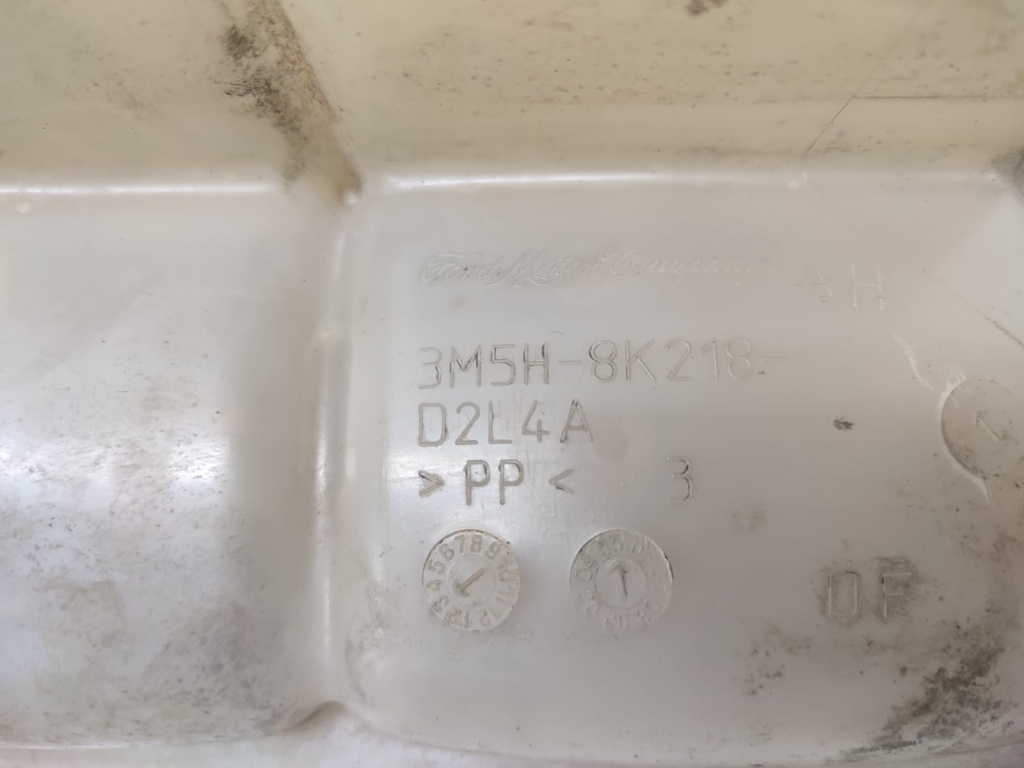 Ford Motor Company AH
3M5H-8K218-
D2L4A
>PP< 3
DF